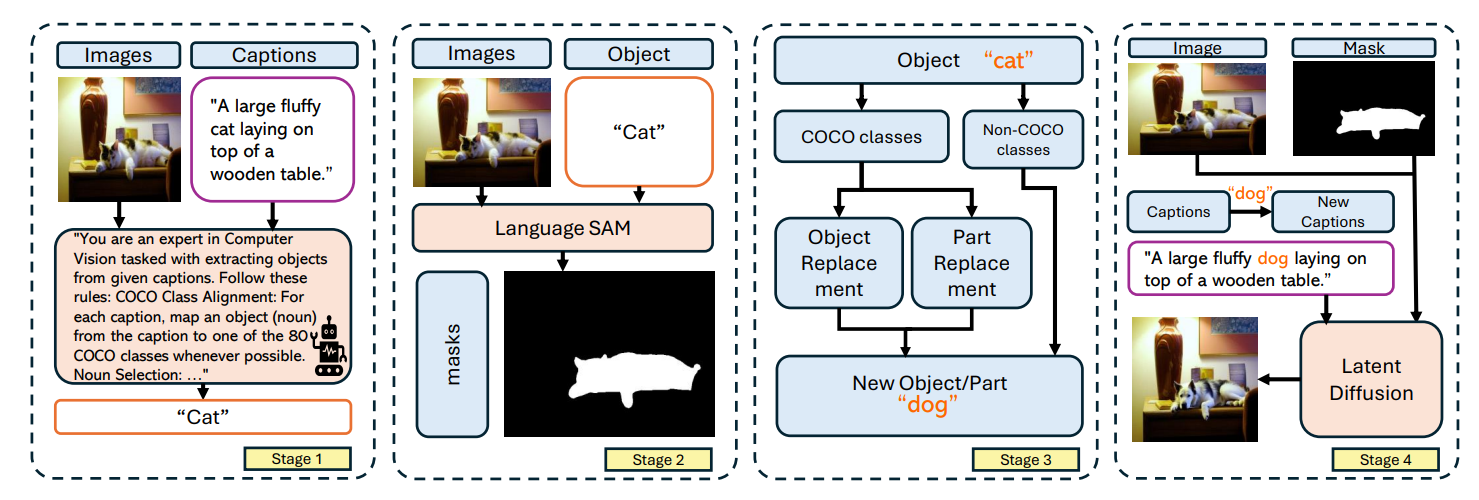 Images
Captions
"A large fluffy
cat laying on
top of a
wooden table."
"You are an expert in Computer
Vision tasked with extracting objects
from given captions. Follow these
rules: COCO Class Alignment: For
each caption, map an object (noun)
from the caption to one of the 80
COCO classes whenever possible.
Noun Selection: ..."
“Cat”
Stage 1
Images
Object
“Cat”
Language SAM
masks
Stage 2
Object “cat”
COCO classes
Non-COCO
classes
Object
Replace
ment
Part
Replace
ment
New Object/Part
“dog”
Stage 3
Image
Mask
“dog”
Captions
New
Captions
"A large fluffy dog laying on
top of a wooden table.”
Latent
Diffusion
Stage 4